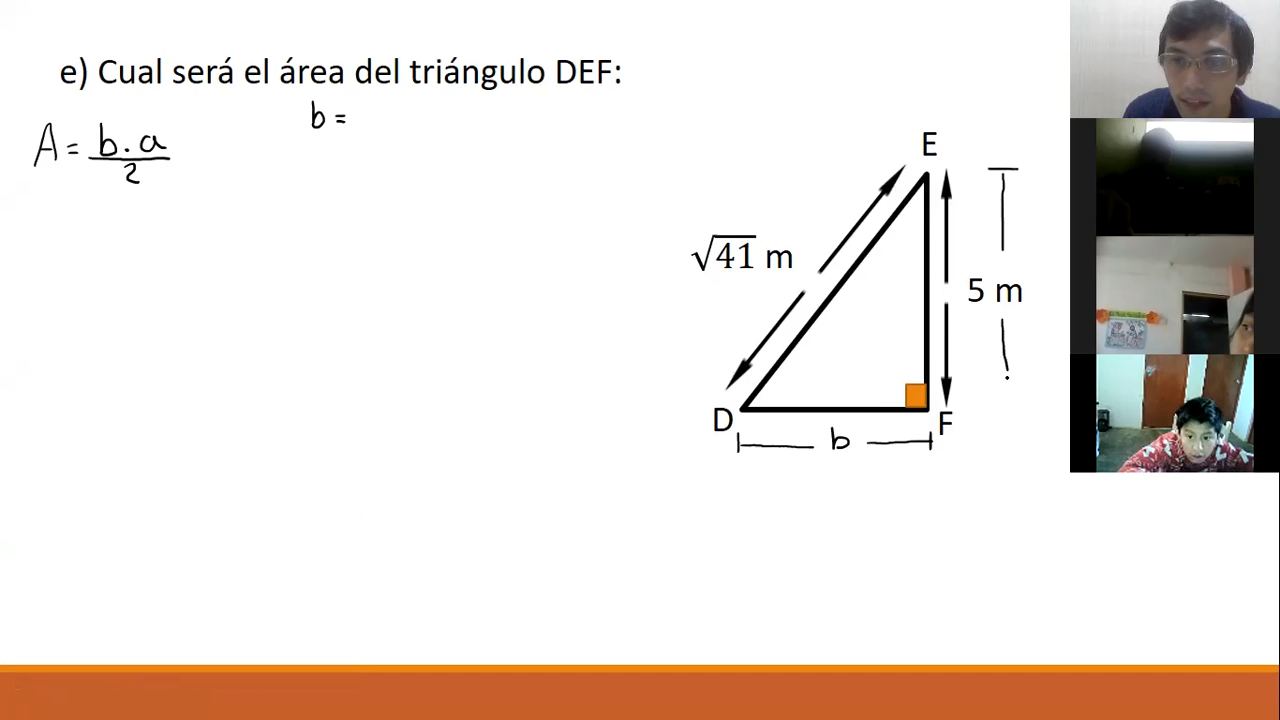 e) Cual será el área del triángulo DEF:
b =
A = b . a / 2
E
√41 m
5 m
D
F
b